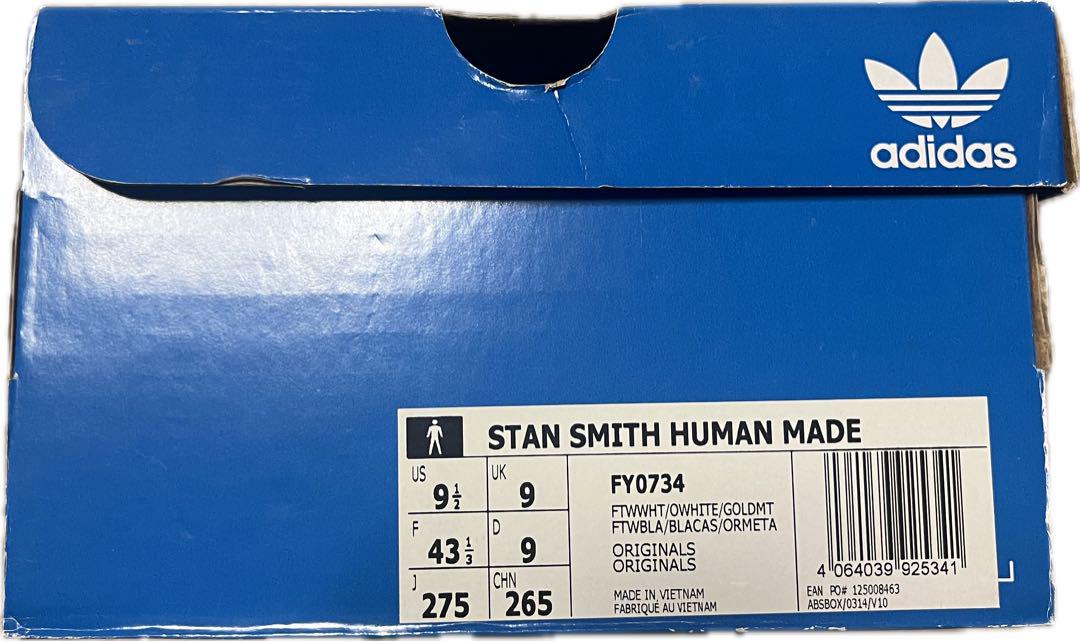 adidas
STAN SMITH HUMAN MADE
US 9½
UK 9
F 43⅓
D 9
J 275
CHN 265
FY0734
FTWWHT/OWHITE/GOLDMT
FTWBLA/BLACAS/ORMETA
ORIGINALS
ORIGINALS
MADE IN VIETNAM
FABRIQUÉ AU VIETNAM
4 064039 925341
EAN PO# 125008463
ABSBOX/0314/V10